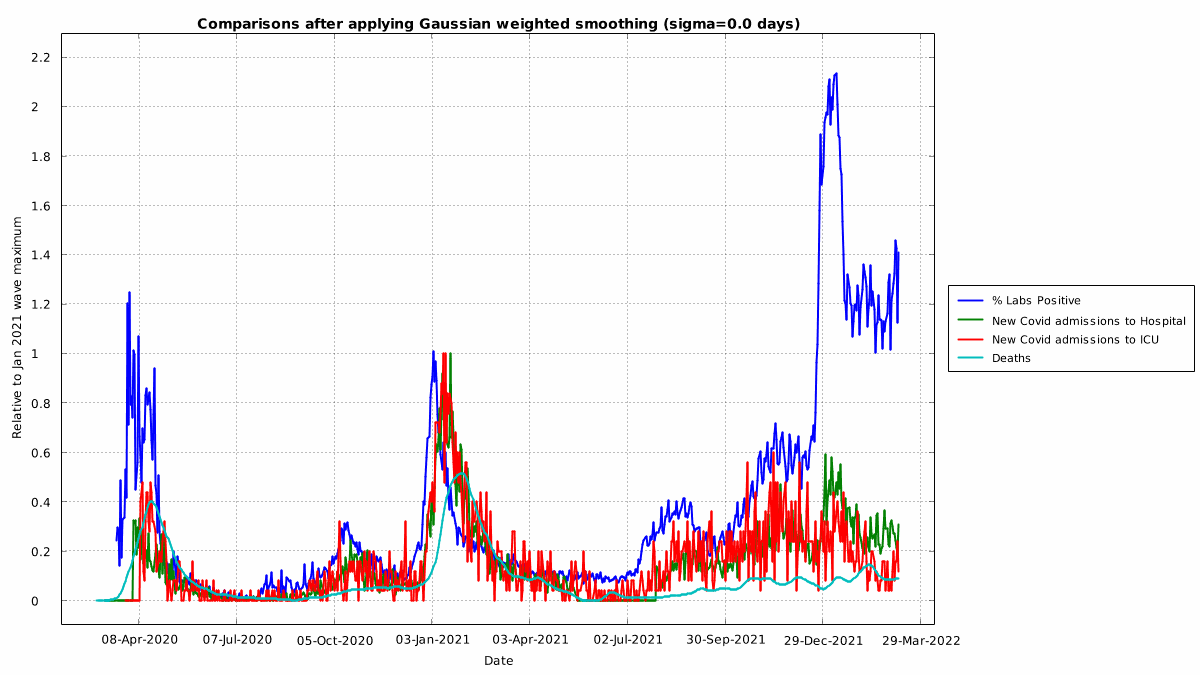 Comparisons after applying Gaussian weighted smoothing (sigma=0.0 days)
2.2
2
1.8
1.6
1.4
1.2
1
0.8
0.6
0.4
0.2
0
Relative to Jan 2021 wave maximum
08-Apr-2020 07-Jul-2020 05-Oct-2020 03-Jan-2021 03-Apr-2021 02-Jul-2021 30-Sep-2021 29-Dec-2021 29-Mar-2022
Date
% Labs Positive
New Covid admissions to Hospital
New Covid admissions to ICU
Deaths